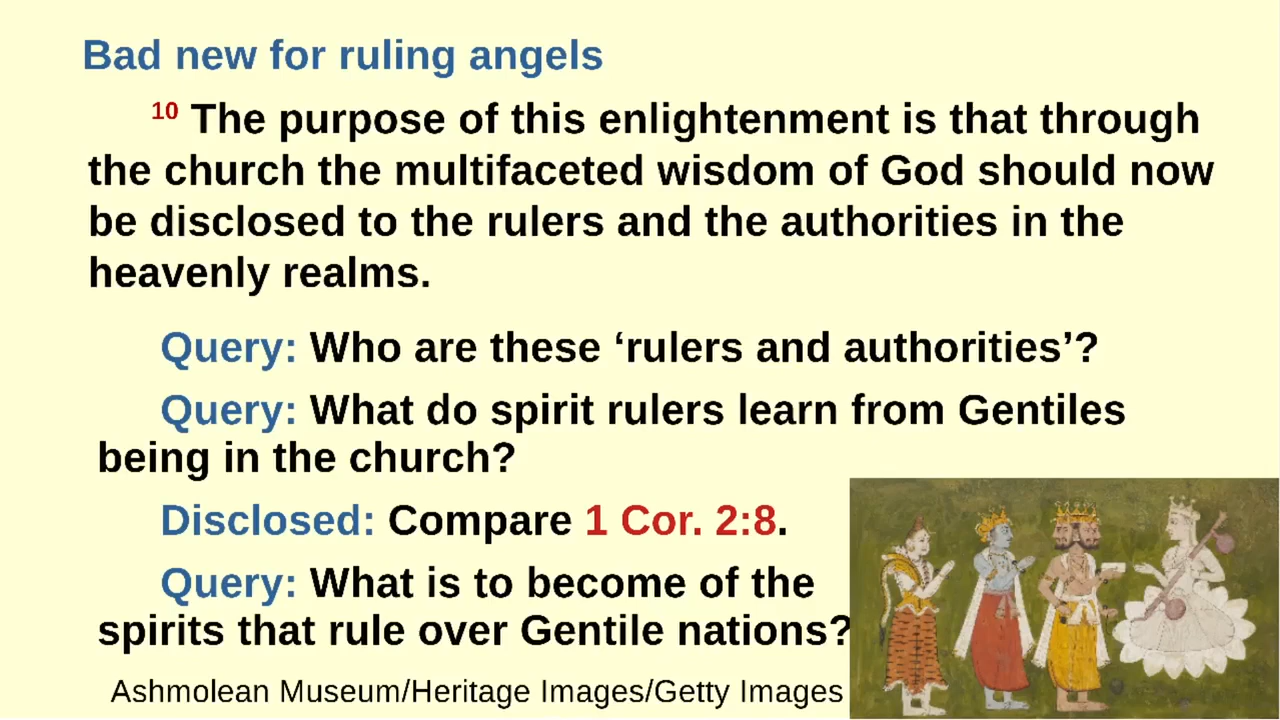 Bad new for ruling angels
10 The purpose of this enlightenment is that through
the church the multifaceted wisdom of God should now
be disclosed to the rulers and the authorities in the
heavenly realms.
Query: Who are these ‘rulers and authorities’?
Query: What do spirit rulers learn from Gentiles
being in the church?
Disclosed: Compare 1 Cor. 2:8.
Query: What is to become of the
spirits that rule over Gentile nations?
Ashmolean Museum/Heritage Images/Getty Images